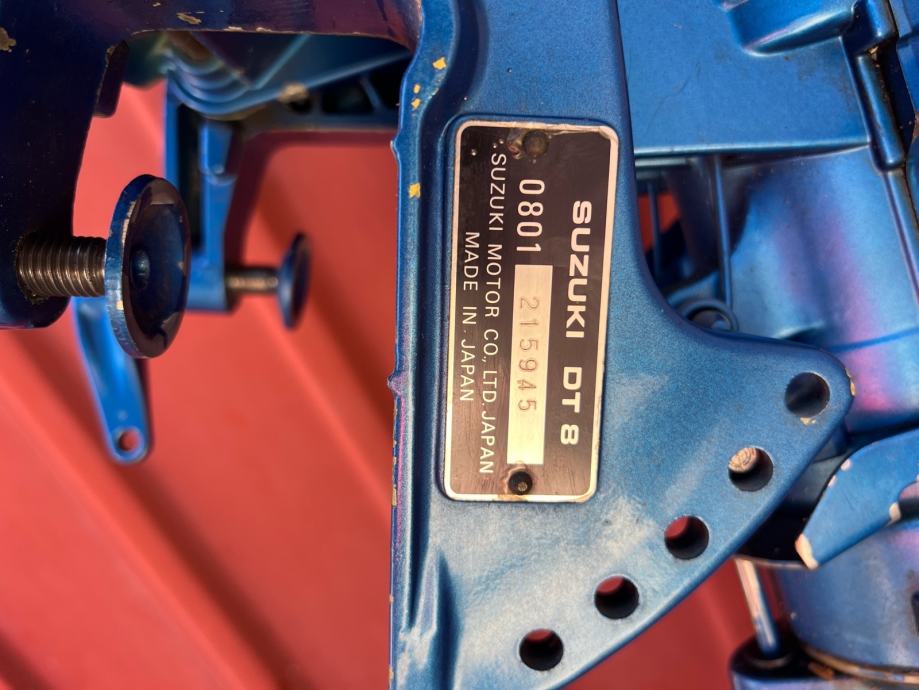 SUZUKI DT 8
0801 215945
SUZUKI MOTOR CO., LTD. JAPAN
MADE IN JAPAN